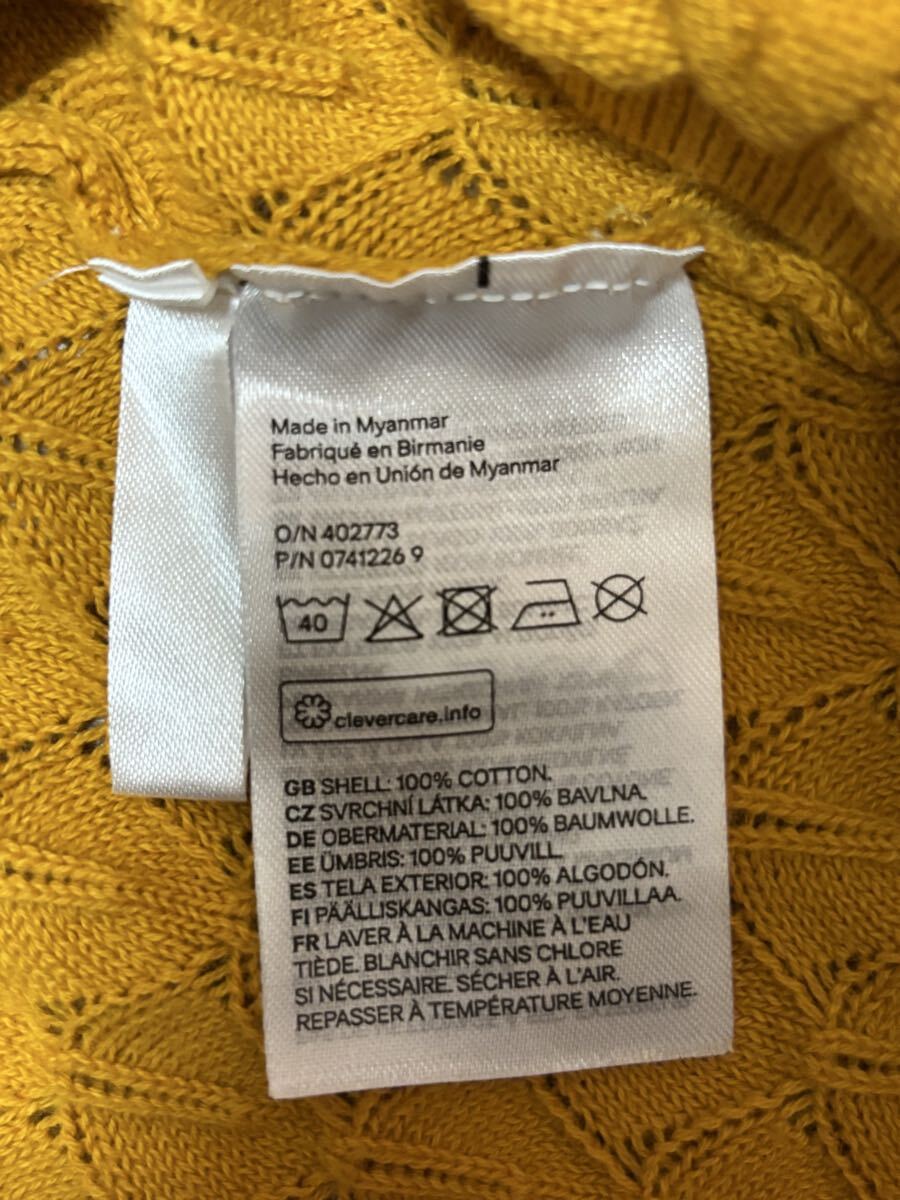 Made in Myanmar
Fabriqué en Birmanie
Hecho en Unión de Myanmar
O/N 402773
P/N 0741226 9
40
clevercare.info
GB SHELL: 100% COTTON.
CZ SVRCHNÍ LÁTKA: 100% BAVLNA.
DE OBERMATERIAL: 100% BAUMWOLLE.
EE ÜMBRIS: 100% PUUVILL.
ES TELA EXTERIOR: 100% ALGODÓN.
FI PÄÄLLISKANGAS: 100% PUUVILLAA.
FR LAVER À LA MACHINE À L'EAU
TIÈDE. BLANCHIR SANS CHLORE
SI NÉCESSAIRE. SÉCHER À L'AIR.
REPASSER À TEMPÉRATURE MOYENNE.